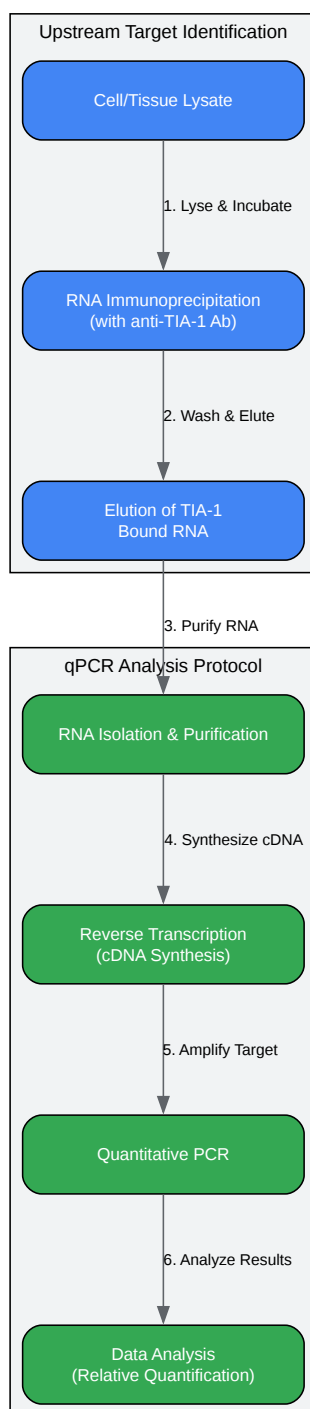 Upstream Target Identification
Cell/Tissue Lysate
1. Lyse & Incubate
RNA Immunoprecipitation
(with anti-TIA-1 Ab)
2. Wash & Elute
Elution of TIA-1
Bound RNA
3. Purify RNA
qPCR Analysis Protocol
RNA Isolation & Purification
4. Synthesize cDNA
Reverse Transcription
(cDNA Synthesis)
5. Amplify Target
Quantitative PCR
6. Analyze Results
Data Analysis
(Relative Quantification)